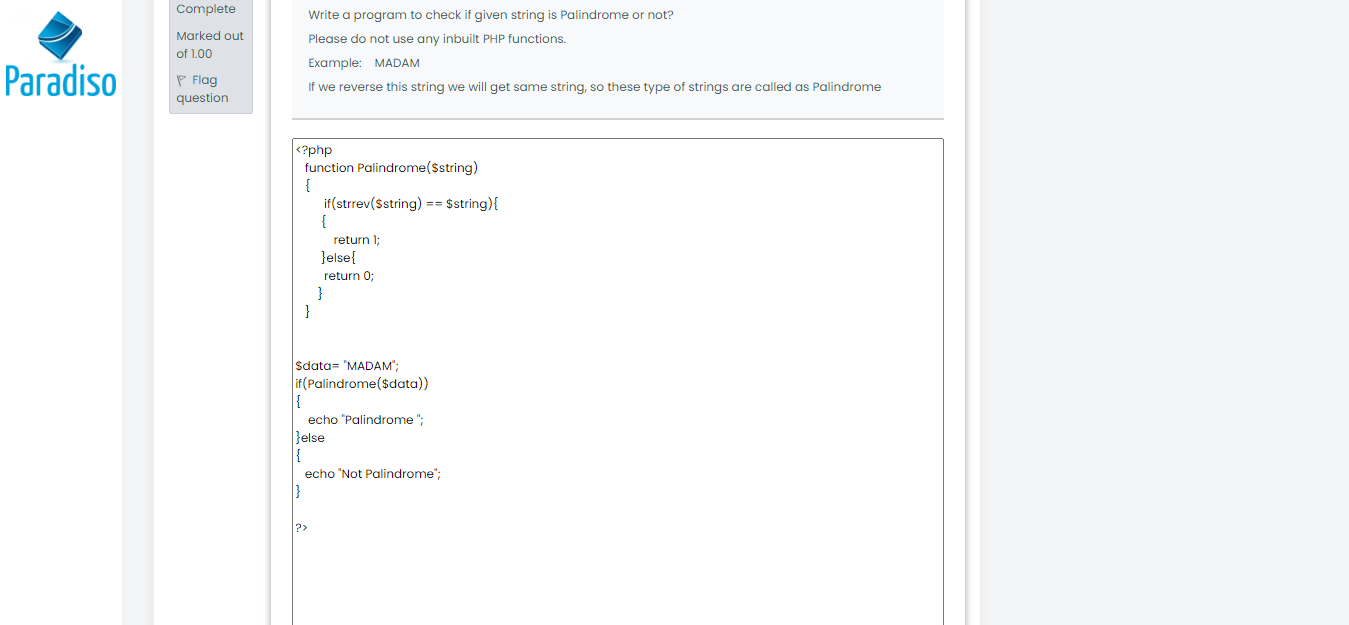 Paradiso
Complete
Marked out
of 1.00
Flag
question
Write a program to check if given string is Palindrome or not?
Please do not use any inbuilt PHP functions.
Example: MADAM
If we reverse this string we will get same string, so these type of strings are called as Palindrome
<?php
function Palindrome($string)
{
if(strrev($string) == $string){
{
return 1;
}else{
return 0;
}
}
$data= "MADAM";
if(Palindrome($data))
{
echo "Palindrome ";
}else
{
echo "Not Palindrome";
}
?>